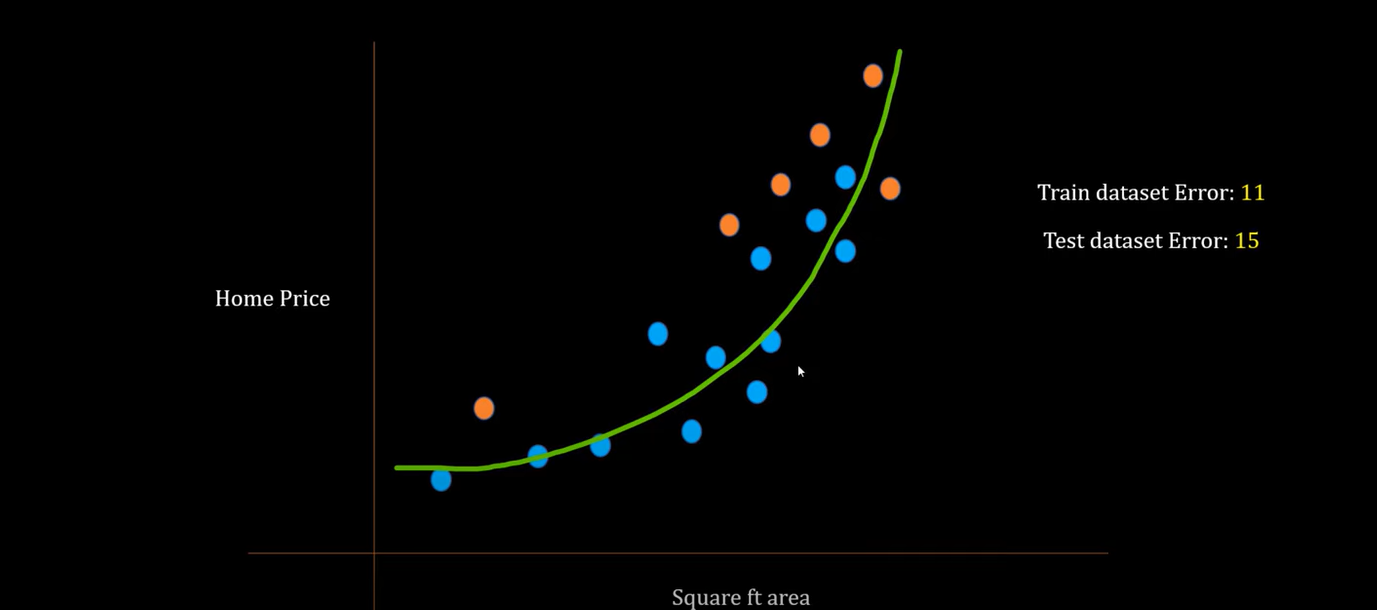 Train dataset Error: 11
Test dataset Error: 15
Home Price
Square ft area